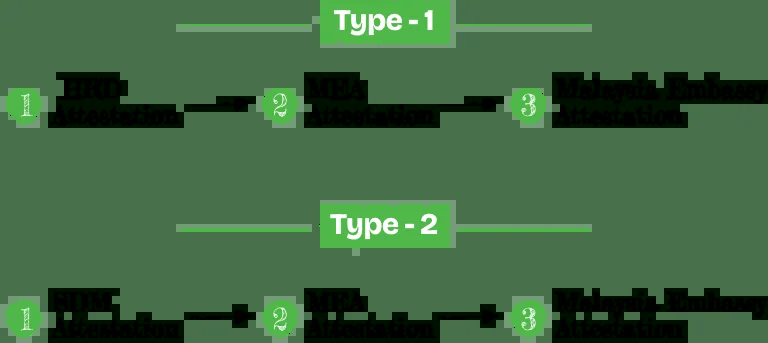 Type - 1
1 HRD Attestation 2 MEA Attestation 3 Malaysia Embassy Attestation
Type - 2
1 SDM Attestation 2 MEA Attestation 3 Malaysia Embassy Attestation